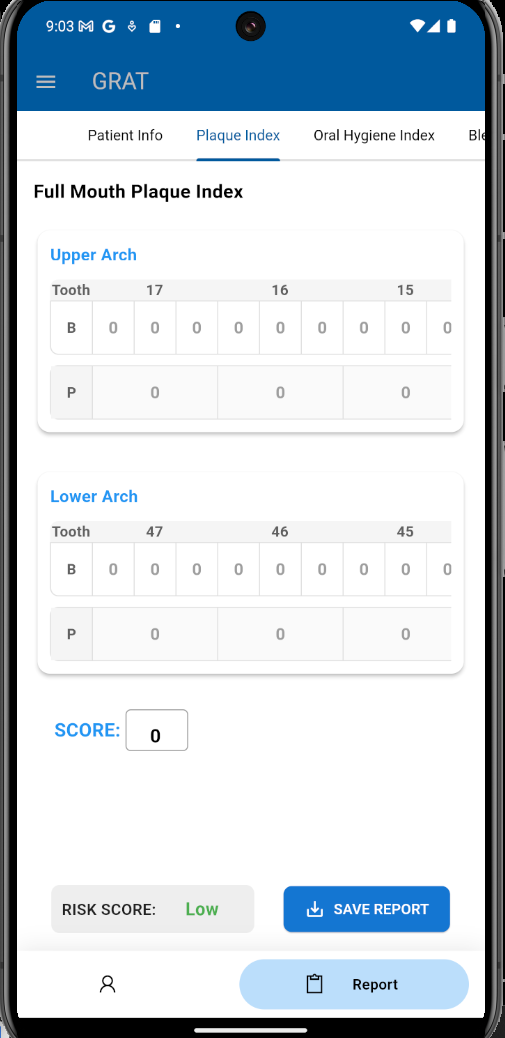 9:03
GRAT
Patient Info Plaque Index Oral Hygiene Index Ble
Full Mouth Plaque Index
Upper Arch
Tooth 17 16 15
B 0 0 0 0 0 0 0 0 0
P 0 0 0
Lower Arch
Tooth 47 46 45
B 0 0 0 0 0 0 0 0 0
P 0 0 0
SCORE: 0
RISK SCORE: Low SAVE REPORT
Report